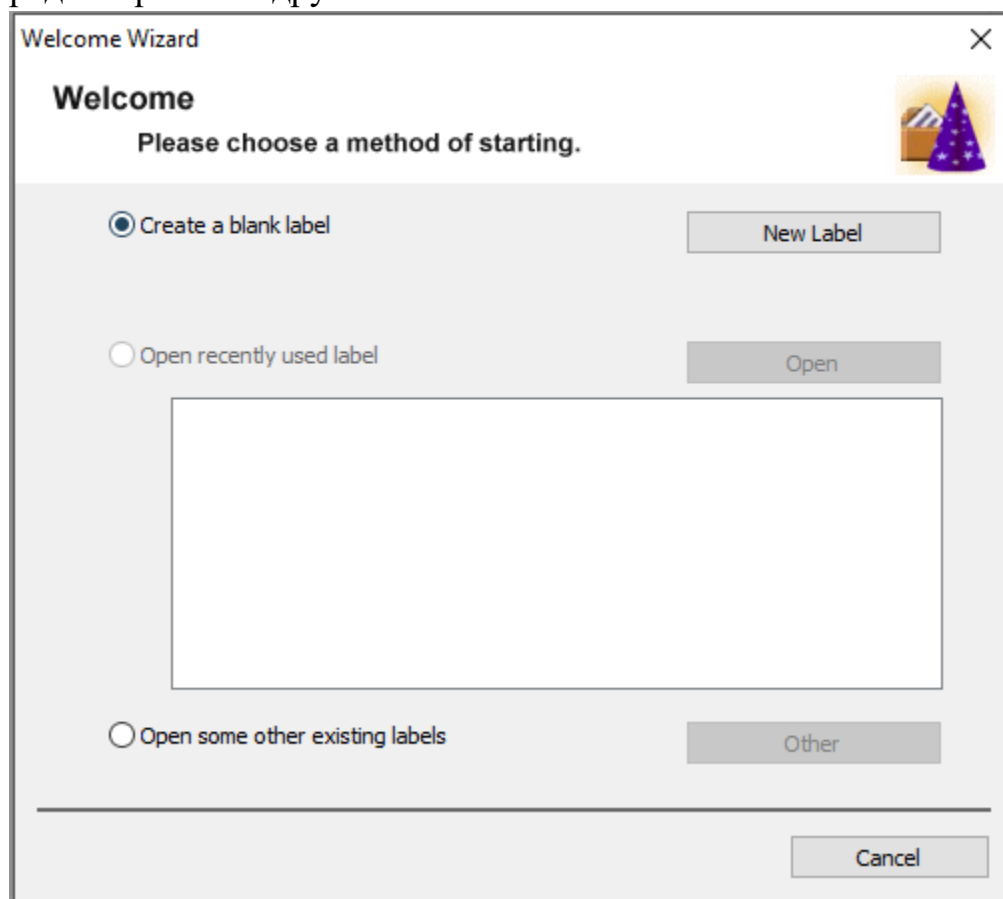 Welcome Wizard
Welcome
Please choose a method of starting.
Create a blank label
New Label
Open recently used label
Open
Open some other existing labels
Other
Cancel